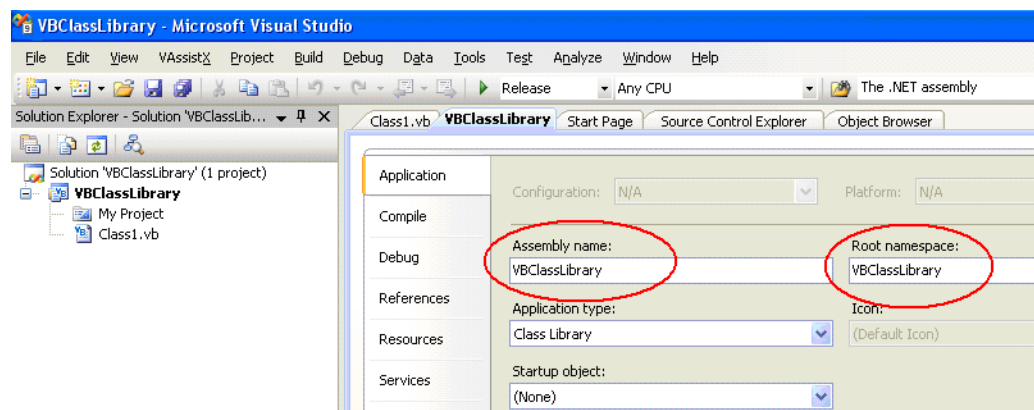 VBClassLibrary - Microsoft Visual Studio
File Edit View VAssistX Project Build Debug Data Tools Test Analyze Window Help
Release Any CPU The .NET assembly
Solution Explorer - Solution 'VBClassLib...
Class1.vb VBClassLibrary Start Page Source Control Explorer Object Browser
Solution 'VBClassLibrary' (1 project)
VBClassLibrary
My Project
Class1.vb
Application
Compile
Debug
References
Resources
Services
Configuration: N/A Platform: N/A
Assembly name: Root namespace:
VBClassLibrary VBClassLibrary
Application type: Icon:
Class Library (Default Icon)
Startup object:
(None)